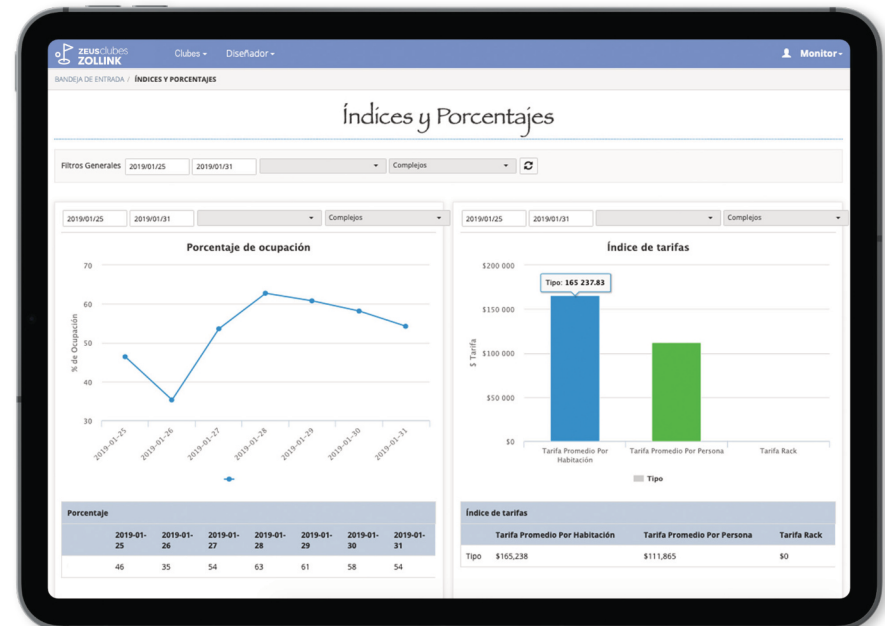 ZEUSclubes
ZOLLINK
Clubes
Diseñador
Monitor
BANDEJA DE ENTRADA / ÍNDICES Y PORCENTAJES
Índices y Porcentajes
Filtros Generales 2019/01/25 2019/01/31 Complejos
2019/01/25 2019/01/31 Complejos
Porcentaje de ocupación
% de Ocupación
70
60
50
40
30
2019-01-25 2019-01-26 2019-01-27 2019-01-28 2019-01-29 2019-01-30 2019-01-31
Porcentaje
2019-01-25 2019-01-26 2019-01-27 2019-01-28 2019-01-29 2019-01-30 2019-01-31
46 35 54 63 61 58 54
2019/01/25 2019/01/31 Complejos
Índice de tarifas
$ Tarifa
$200 000
$150 000
$100 000
$50 000
$0
Tipo: 165 237.83
Tarifa Promedio Por Habitación
Tarifa Promedio Por Persona
Tarifa Rack
Tipo
Índice de tarifas
Tarifa Promedio Por Habitación Tarifa Promedio Por Persona Tarifa Rack
Tipo $165,238 $111,865 $0